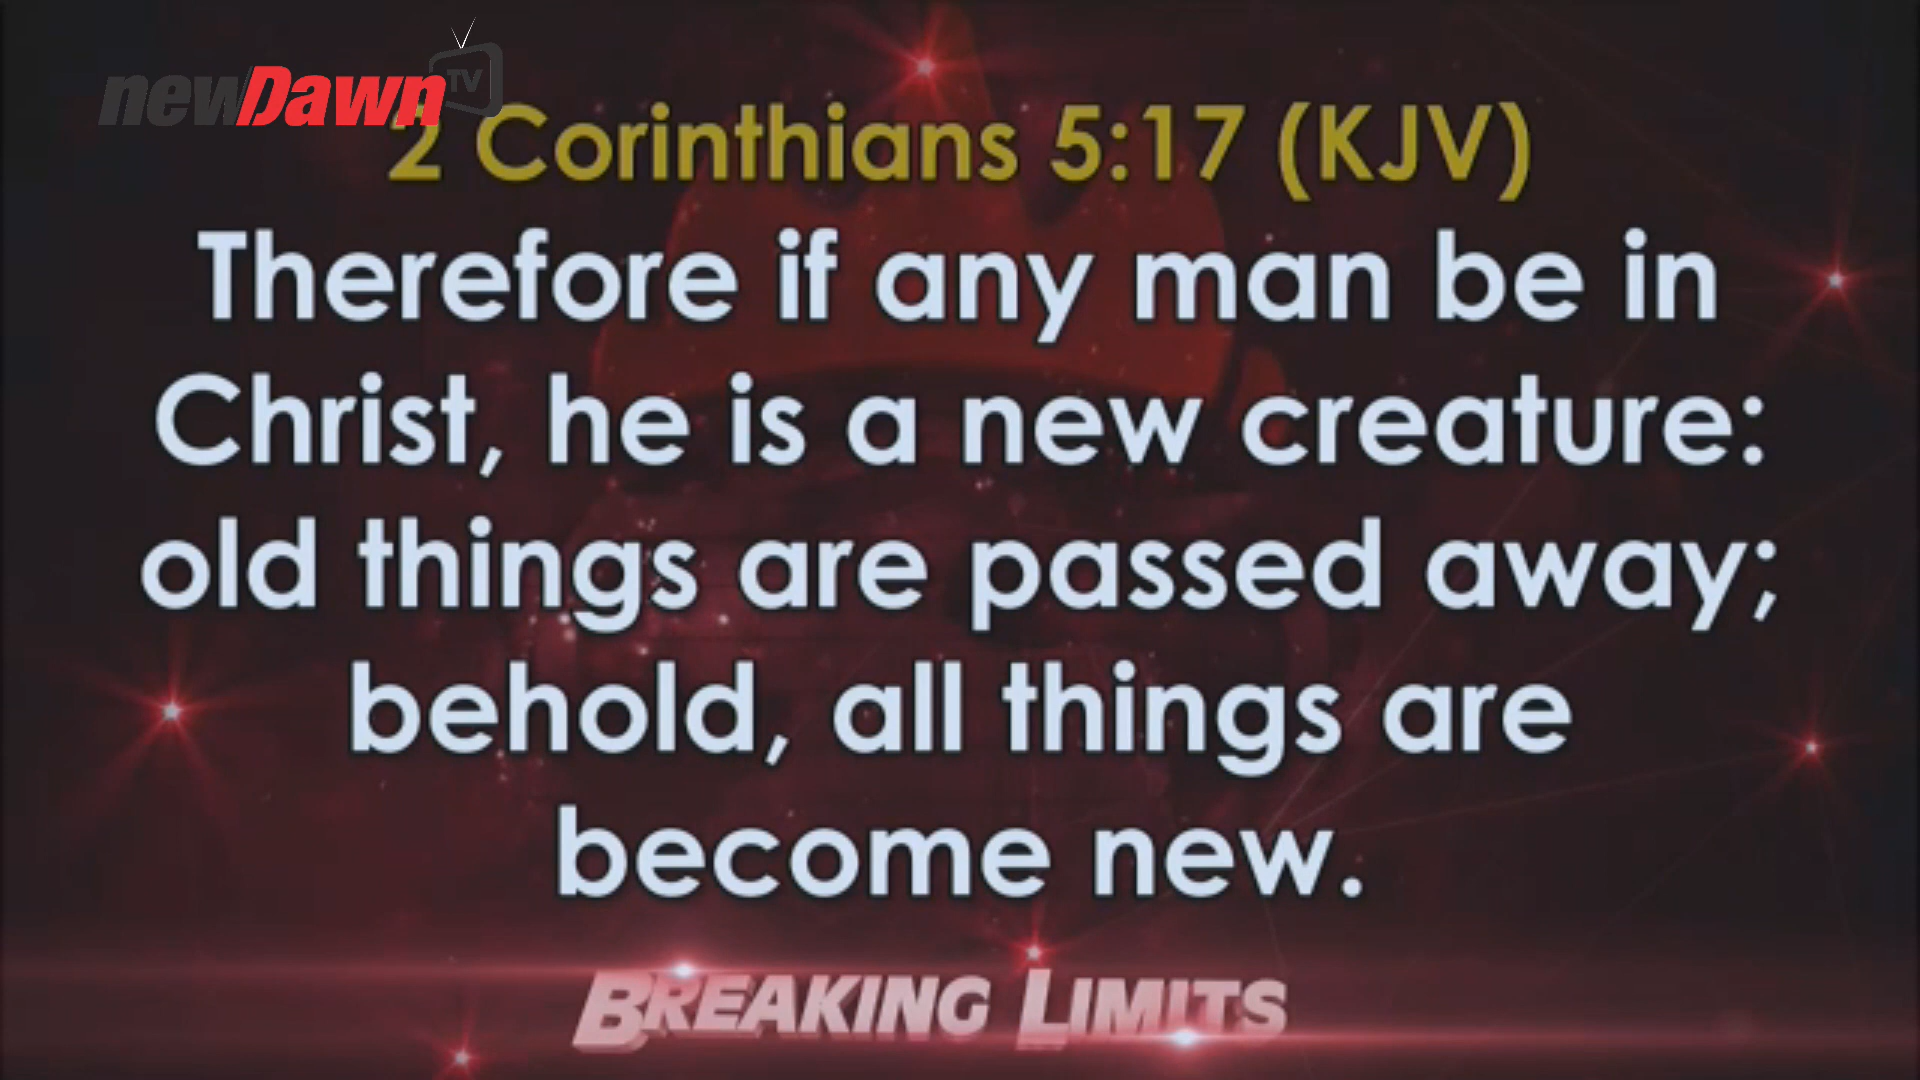 newDawn TV
2 Corinthians 5:17 (KJV)
Therefore if any man be in
Christ, he is a new creature:
old things are passed away;
behold, all things are
become new.
BREAKING LIMITS